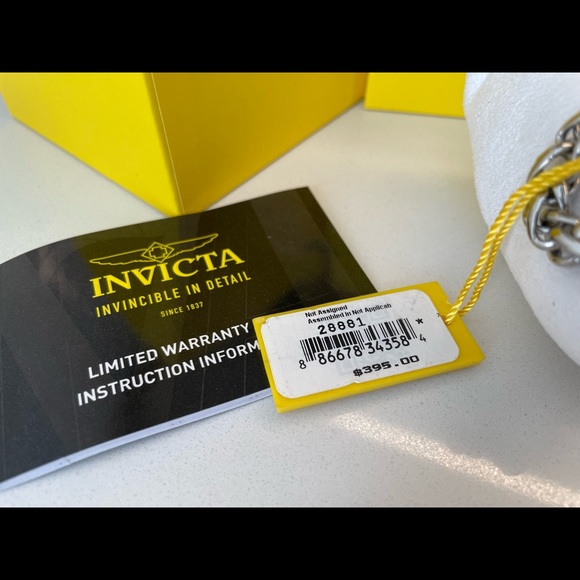 INVICTA
INVINCIBLE IN DETAIL
SINCE 1837
LIMITED WARRANTY
INSTRUCTION INFORM
Not Assigned
Assembled In Not Applicab
28881
8 86678 34358 4
*
$395.00